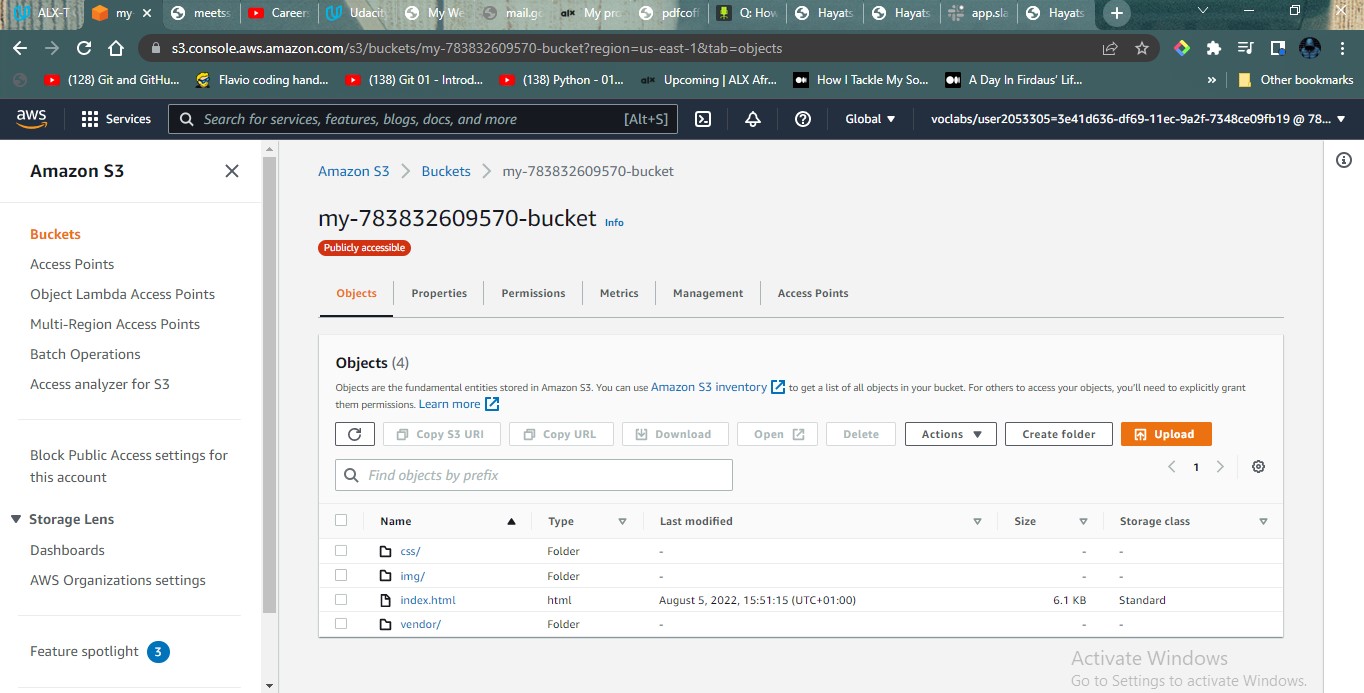 ALX-T
my
meets
Career
Udacit
My We
mail.go
My pro
pdfcof
Q: How
Hayats
Hayats
app.sla
Hayats
s3.console.aws.amazon.com/s3/buckets/my-783832609570-bucket?region=us-east-1&tab=objects
(128) Git and GitHu...
Flavio coding hand...
(138) Git 01 - Introd...
(138) Python - 01...
alx Upcoming | ALX Afr...
How I Tackle My So...
A Day In Firdaus' Lif...
»
Other bookmarks
aws
Services
Search for services, features, blogs, docs, and more
[Alt+S]
Global
voclabs/user2053305=3e41d636-df69-11ec-9a2f-7348ce09fb19 @ 78...
Amazon S3
Buckets
Access Points
Object Lambda Access Points
Multi-Region Access Points
Batch Operations
Access analyzer for S3
Block Public Access settings for
this account
Storage Lens
Dashboards
AWS Organizations settings
Feature spotlight 3
Amazon S3 > Buckets > my-783832609570-bucket
my-783832609570-bucket Info
Publicly accessible
Objects Properties Permissions Metrics Management Access Points
Objects (4)
Objects are the fundamental entities stored in Amazon S3. You can use Amazon S3 inventory to get a list of all objects in your bucket. For others to access your objects, you'll need to explicitly grant
them permissions. Learn more
Copy S3 URI Copy URL Download Open Delete Actions Create folder Upload
Find objects by prefix
1
Name Type Last modified Size Storage class
css/ Folder - - -
img/ Folder - - -
index.html html August 5, 2022, 15:51:15 (UTC+01:00) 6.1 KB Standard
vendor/ Folder - - -
Activate Windows
Go to Settings to activate Windows.